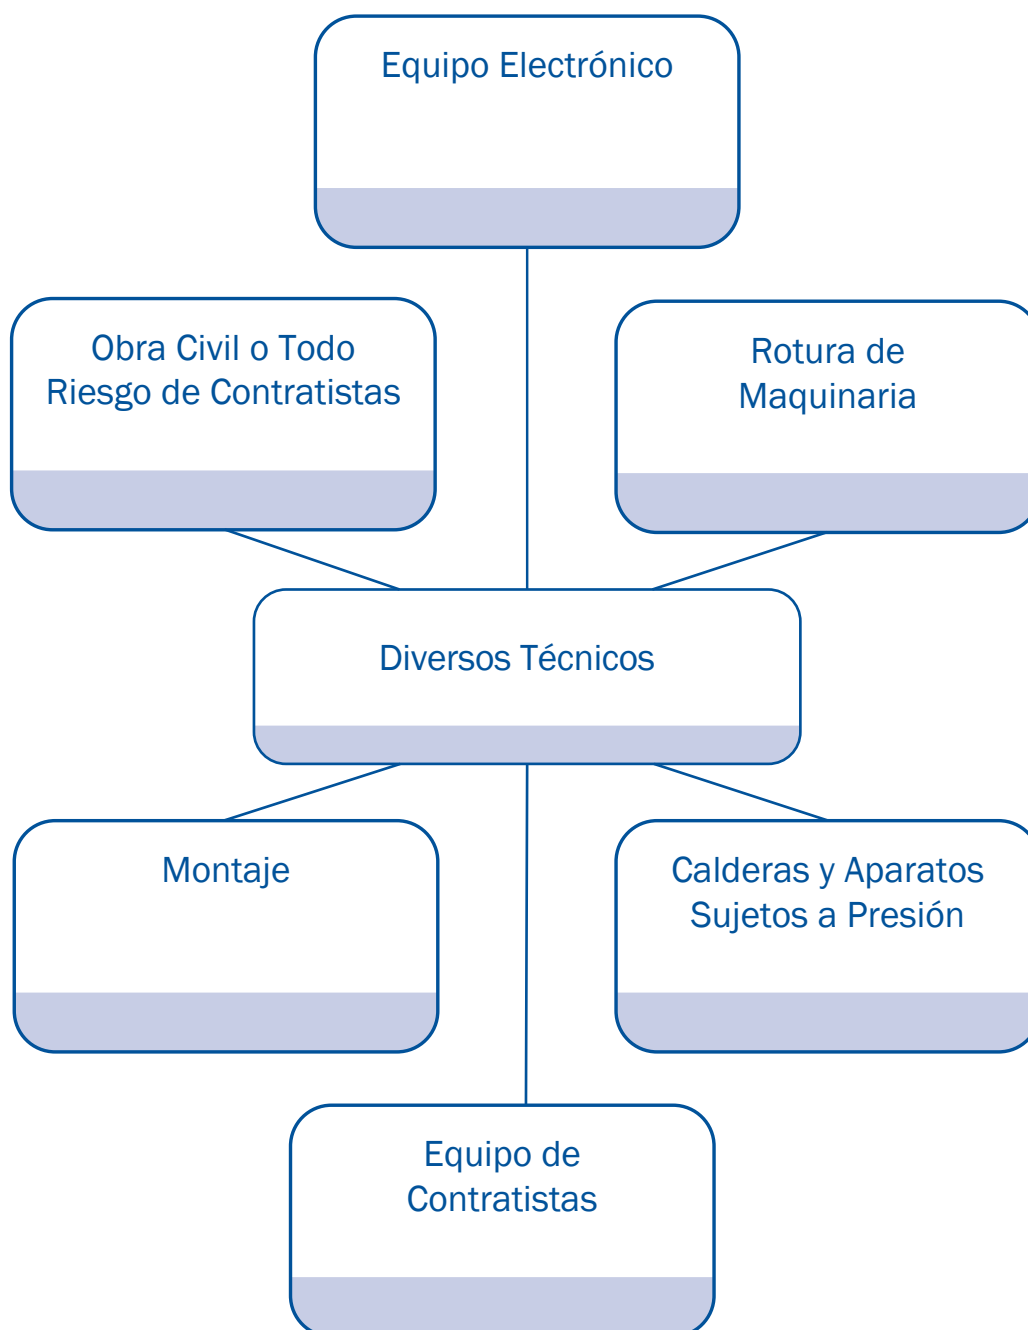 Equipo Electrónico
Obra Civil o Todo
Riesgo de Contratistas
Rotura de
Maquinaria
Diversos Técnicos
Montaje
Calderas y Aparatos
Sujetos a Presión
Equipo de
Contratistas